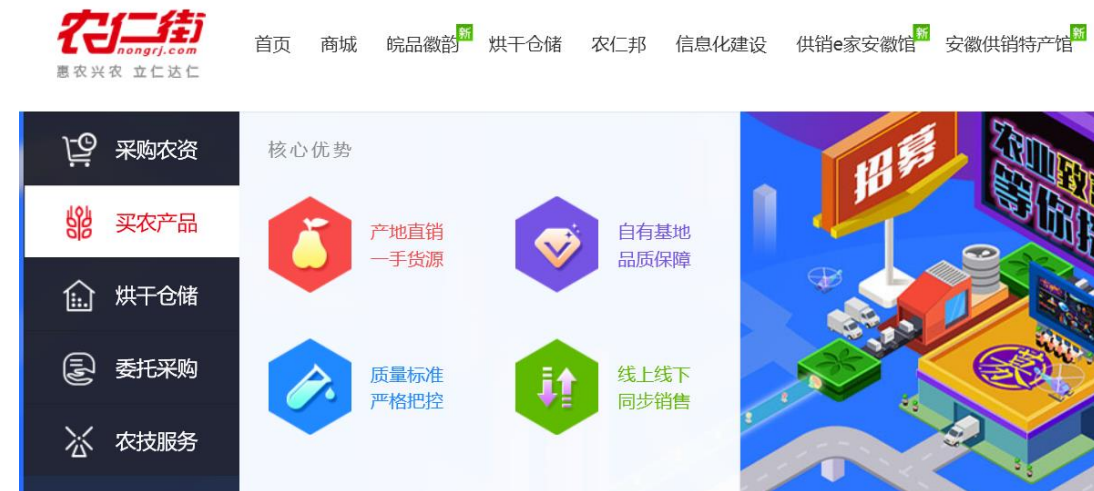 农仁街
nongrj.com
惠农兴农 立仁达仁
首页 商城 皖品徽韵 新 烘干仓储 农仁邦 信息化建设 供销e家安徽馆 新 安徽供销特产馆 新
采购农资
买农产品
烘干仓储
委托采购
农技服务
核心优势
产地直销
一手货源
自有基地
品质保障
质量标准
严格把控
线上线下
同步销售
招募
农业致
等你